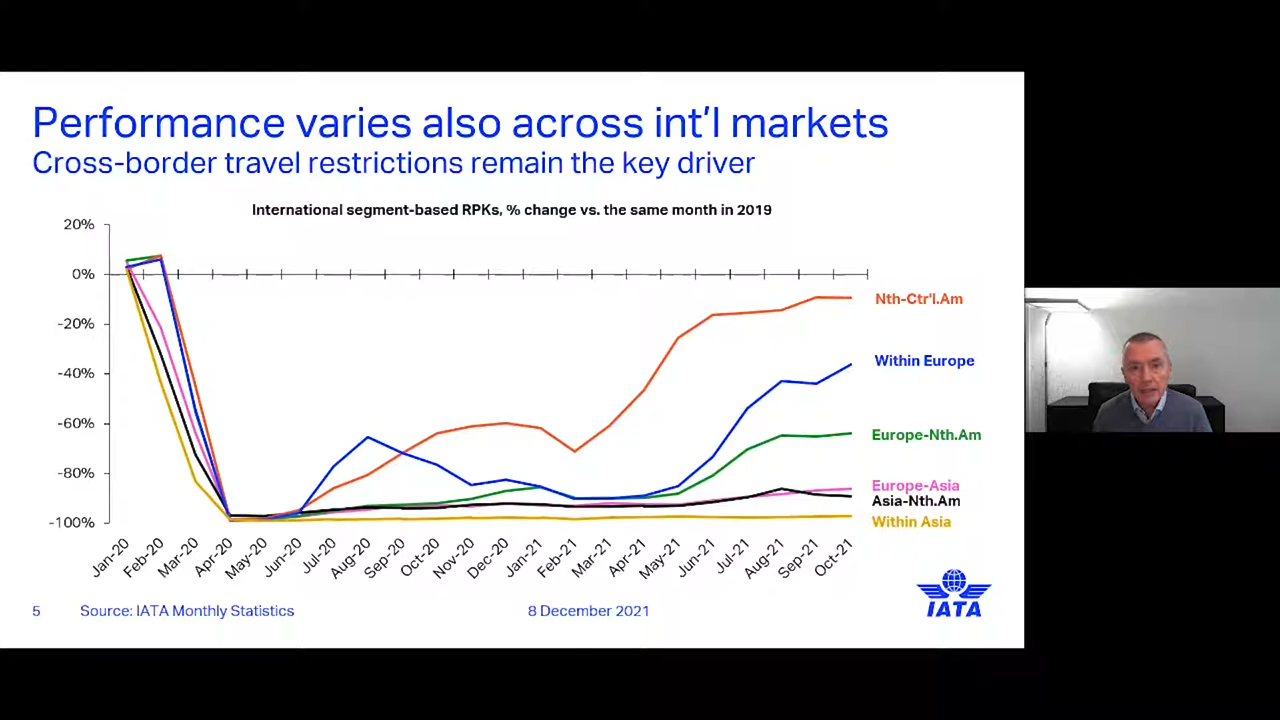 Performance varies also across int'l markets
Cross-border travel restrictions remain the key driver
International segment-based RPKs, % change vs. the same month in 2019
20%
0%
-20%
-40%
-60%
-80%
-100%
Nth-Ctr'l.Am
Within Europe
Europe-Nth.Am
Europe-Asia
Asia-Nth.Am
Within Asia
Jan-20
Feb-20
Mar-20
Apr-20
May-20
Jun-20
Jul-20
Aug-20
Sep-20
Oct-20
Nov-20
Dec-20
Jan-21
Feb-21
Mar-21
Apr-21
May-21
Jun-21
Jul-21
Aug-21
Sep-21
Oct-21
5 Source: IATA Monthly Statistics 8 December 2021
IATA